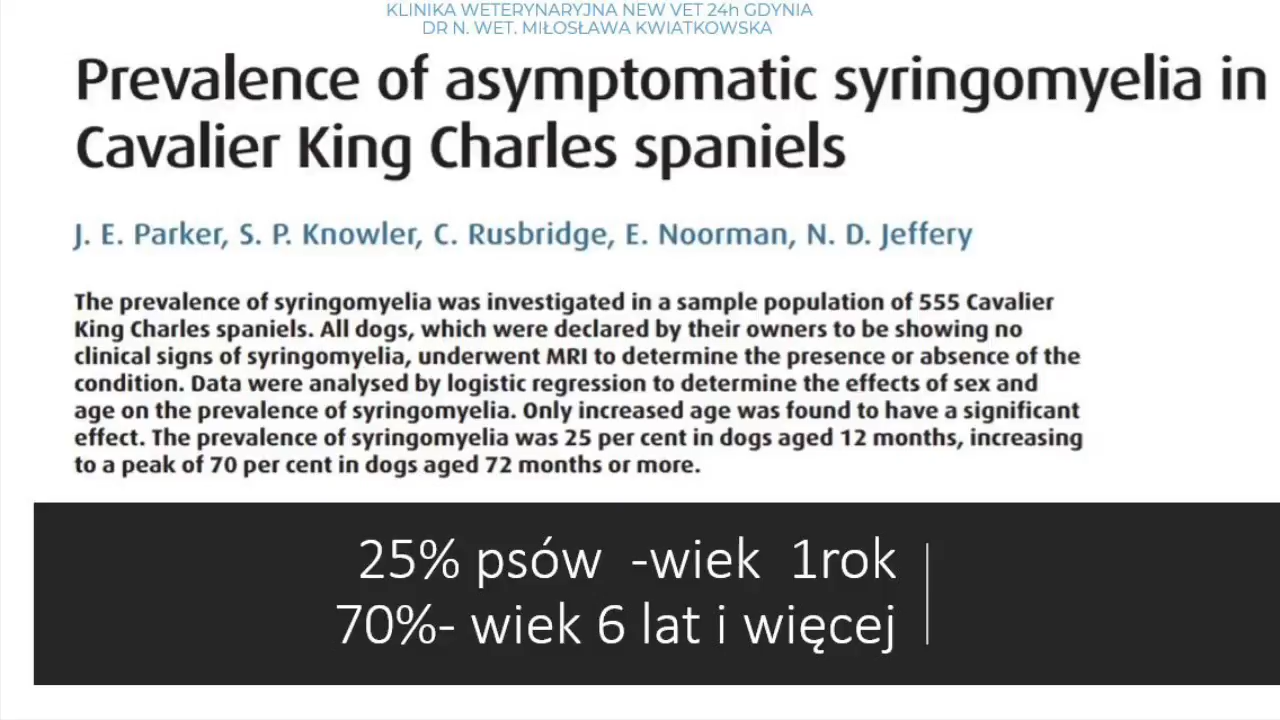 KLINIKA WETERYNARYJNA NEW VET 24h GDYNIA
DR N. WET. MIŁOSŁAWA KWIATKOWSKA
Prevalence of asymptomatic syringomyelia in
Cavalier King Charles spaniels
J. E. Parker, S. P. Knowler, C. Rusbridge, E. Noorman, N. D. Jeffery
The prevalence of syringomyelia was investigated in a sample population of 555 Cavalier
King Charles spaniels. All dogs, which were declared by their owners to be showing no
clinical signs of syringomyelia, underwent MRI to determine the presence or absence of the
condition. Data were analysed by logistic regression to determine the effects of sex and
age on the prevalence of syringomyelia. Only increased age was found to have a significant
effect. The prevalence of syringomyelia was 25 per cent in dogs aged 12 months, increasing
to a peak of 70 per cent in dogs aged 72 months or more.
25% psów -wiek 1rok
70%- wiek 6 lat i więcej